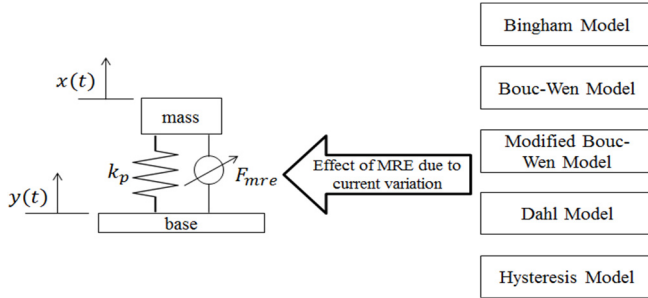 Bingham Model
x(t)
mass
Bouc-Wen Model
k_p
F_mre
Effect of MRE due to
current variation
Modified Bouc-
Wen Model
y(t)
base
Dahl Model
Hysteresis Model